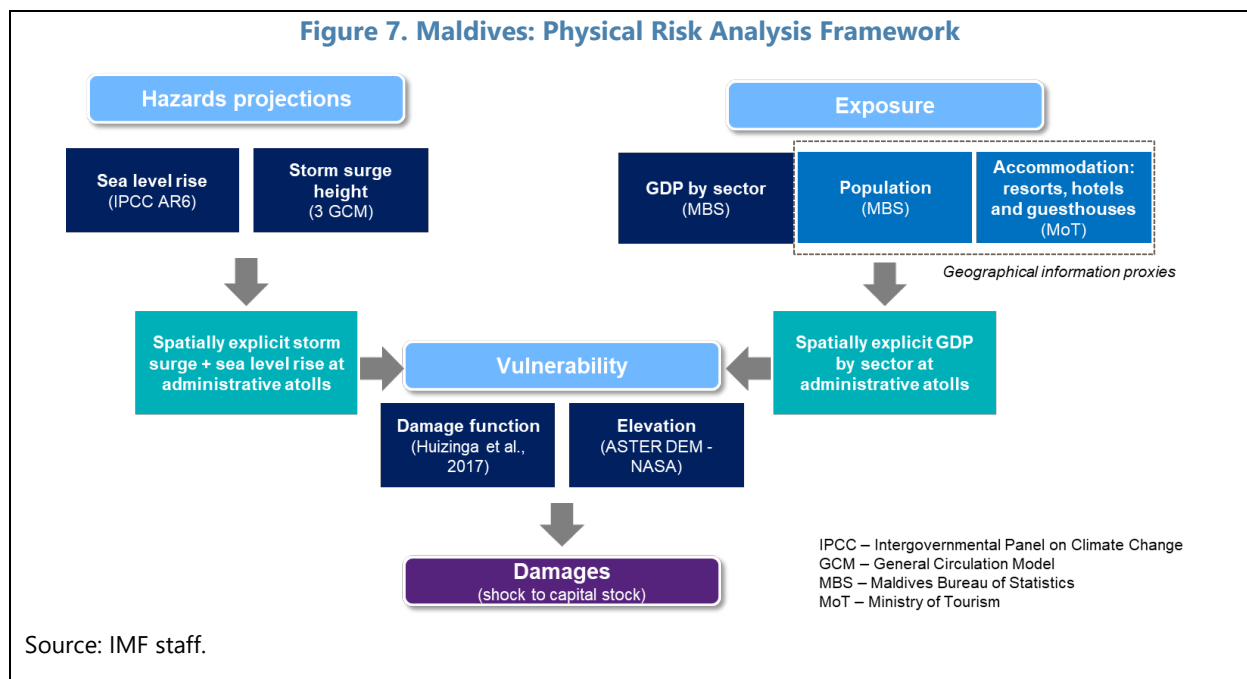 Figure 7. Maldives: Physical Risk Analysis Framework
Hazards projections
Exposure
Sea level rise
(IPCC AR6)
Storm surge
height
(3 GCM)
GDP by sector
(MBS)
Population
(MBS)
Accommodation:
resorts, hotels
and guesthouses
(MoT)
Geographical information proxies
Spatially explicit storm
surge + sea level rise at
administrative atolls
Vulnerability
Spatially explicit GDP
by sector at
administrative atolls
Damage function
(Huizinga et al.,
2017)
Elevation
(ASTER DEM -
NASA)
Damages
(shock to capital stock)
IPCC – Intergovernmental Panel on Climate Change
GCM – General Circulation Model
MBS – Maldives Bureau of Statistics
MoT – Ministry of Tourism
Source: IMF staff.